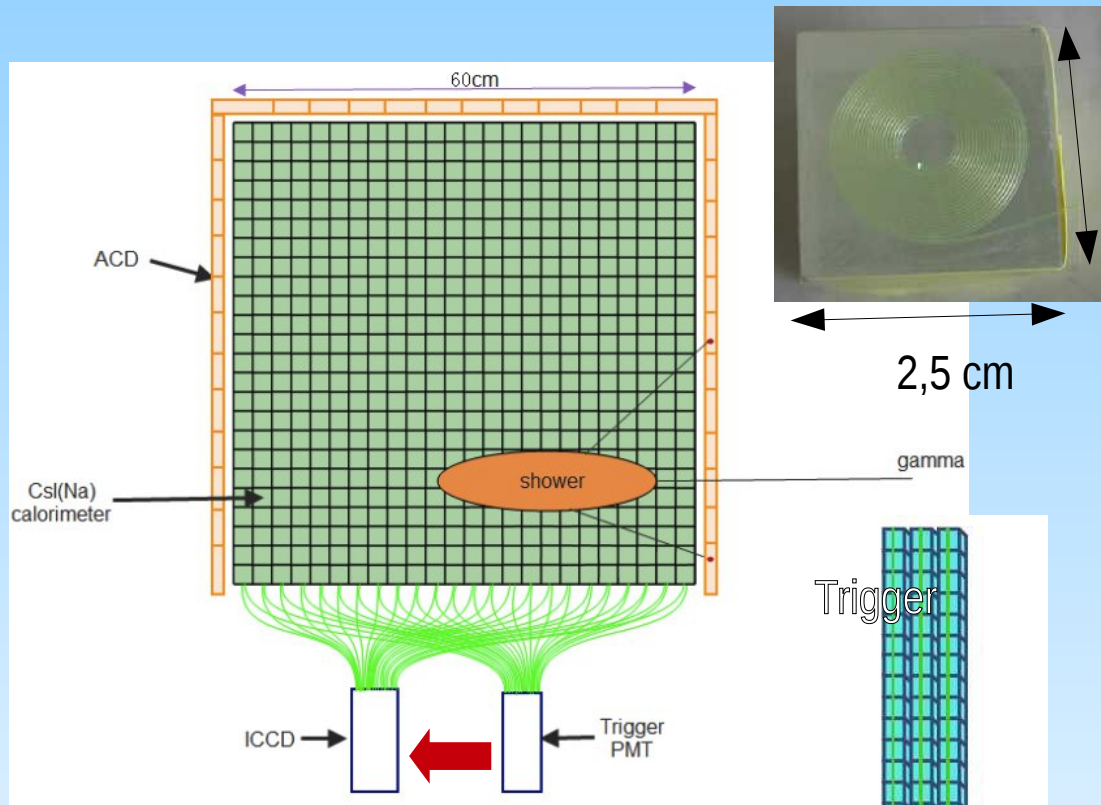 60cm
ACD
2,5 cm
gamma
shower
CsI(Na)
calorimeter
Trigger
ICCD
Trigger
PMT